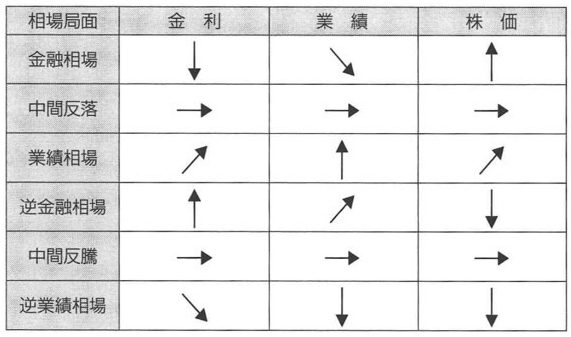 相場局面 金利 業績 株価
金融相場 ↓ ↘ ↑
中間反落 → → →
業績相場 ↗ ↑ ↗
逆金融相場 ↑ ↗ ↓
中間反騰 → → →
逆業績相場 ↘ ↓ ↓